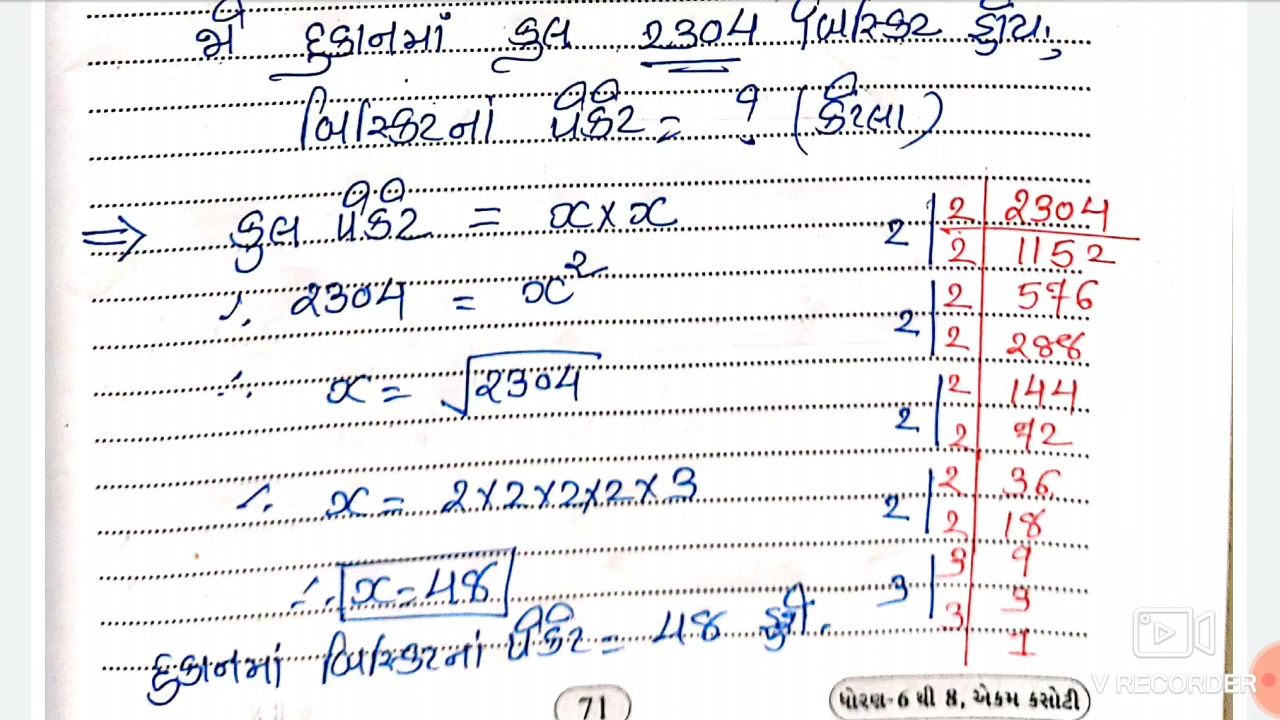 જો દુકાનમાં કુલ 2304 બિસ્કિટ હોય,
બિસ્કિટનાં પેકેટ = ? (કેટલા)
⇒ કુલ પેકેટ = x × x
∴ 2304 = x²
∴ x = √2304
∴ x = 2×2×2×2×3
∴ x = 48
દુકાનમાં બિસ્કિટનાં પેકેટ = 48 હશે.
2 | 2 | 2304
2 | 1152
2 | 2 | 576
2 | 288
2 | 2 | 144
2 | 72
2 | 2 | 36
2 | 18
3 | 3 | 9
3 | 3
1
71
ધોરણ-6 થી 8, એકમ કસોટી
V RECORDER